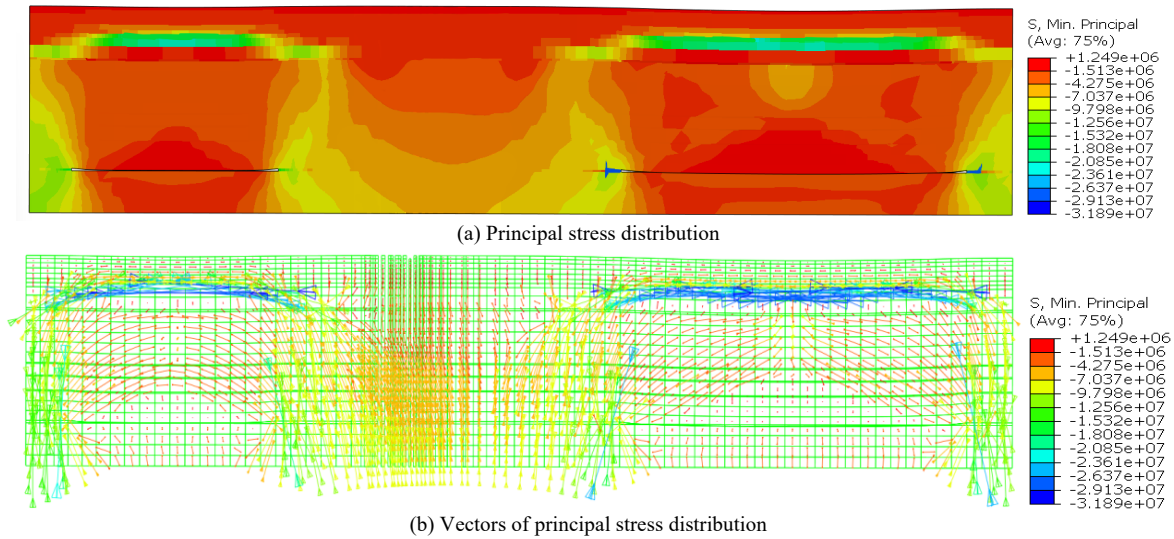 S, Min. Principal
(Avg: 75%)
+1.249e+06
-1.513e+06
-4.275e+06
-7.037e+06
-9.798e+06
-1.256e+07
-1.532e+07
-1.808e+07
-2.085e+07
-2.361e+07
-2.637e+07
-2.913e+07
-3.189e+07
(a) Principal stress distribution
S, Min. Principal
(Avg: 75%)
+1.249e+06
-1.513e+06
-4.275e+06
-7.037e+06
-9.798e+06
-1.256e+07
-1.532e+07
-1.808e+07
-2.085e+07
-2.361e+07
-2.637e+07
-2.913e+07
-3.189e+07
(b) Vectors of principal stress distribution